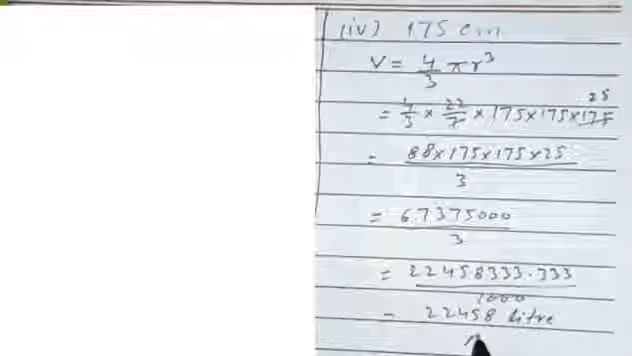 (iv) 175 cm
V = 4/3 πr³
= 4/3 × 22/7 × 175×175×175 25
= 88×175×175×25 / 3
= 67375000 / 3
= 22458333.333 / 1000
= 22458 litre